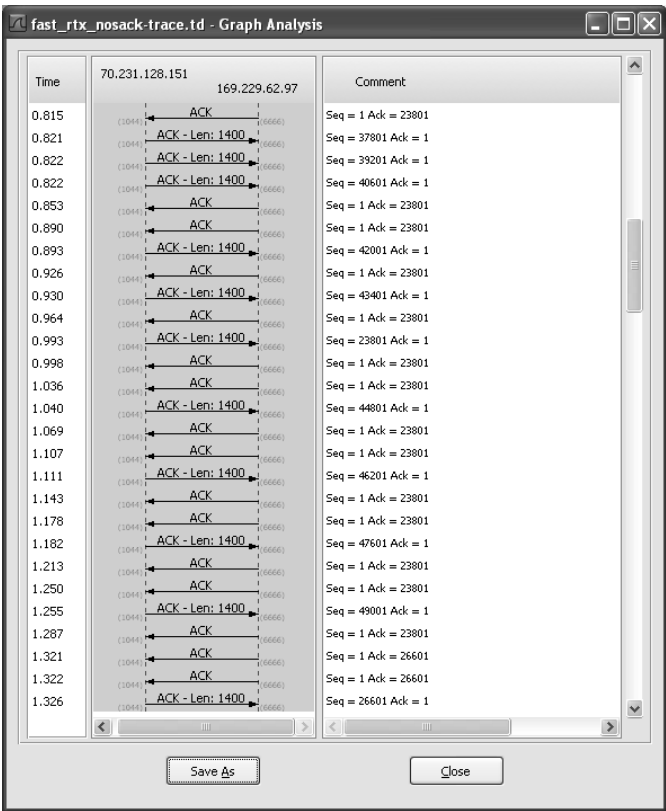 fast_rtx_nosack-trace.td - Graph Analysis
Time
70.231.128.151
169.229.62.97
Comment
0.815 (1044) ACK (6666) Seq = 1 Ack = 23801
0.821 (1044) ACK - Len: 1400 (6666) Seq = 37801 Ack = 1
0.822 (1044) ACK - Len: 1400 (6666) Seq = 39201 Ack = 1
0.822 (1044) ACK - Len: 1400 (6666) Seq = 40601 Ack = 1
0.853 (1044) ACK (6666) Seq = 1 Ack = 23801
0.890 (1044) ACK (6666) Seq = 1 Ack = 23801
0.893 (1044) ACK - Len: 1400 (6666) Seq = 42001 Ack = 1
0.926 (1044) ACK (6666) Seq = 1 Ack = 23801
0.930 (1044) ACK - Len: 1400 (6666) Seq = 43401 Ack = 1
0.964 (1044) ACK (6666) Seq = 1 Ack = 23801
0.993 (1044) ACK - Len: 1400 (6666) Seq = 23801 Ack = 1
0.998 (1044) ACK (6666) Seq = 1 Ack = 23801
1.036 (1044) ACK (6666) Seq = 1 Ack = 23801
1.040 (1044) ACK - Len: 1400 (6666) Seq = 44801 Ack = 1
1.069 (1044) ACK (6666) Seq = 1 Ack = 23801
1.107 (1044) ACK (6666) Seq = 1 Ack = 23801
1.111 (1044) ACK - Len: 1400 (6666) Seq = 46201 Ack = 1
1.143 (1044) ACK (6666) Seq = 1 Ack = 23801
1.178 (1044) ACK (6666) Seq = 1 Ack = 23801
1.182 (1044) ACK - Len: 1400 (6666) Seq = 47601 Ack = 1
1.213 (1044) ACK (6666) Seq = 1 Ack = 23801
1.250 (1044) ACK (6666) Seq = 1 Ack = 23801
1.255 (1044) ACK - Len: 1400 (6666) Seq = 49001 Ack = 1
1.287 (1044) ACK (6666) Seq = 1 Ack = 23801
1.321 (1044) ACK (6666) Seq = 1 Ack = 26601
1.322 (1044) ACK (6666) Seq = 1 Ack = 26601
1.326 (1044) ACK - Len: 1400 (6666) Seq = 26601 Ack = 1
Save As
Close